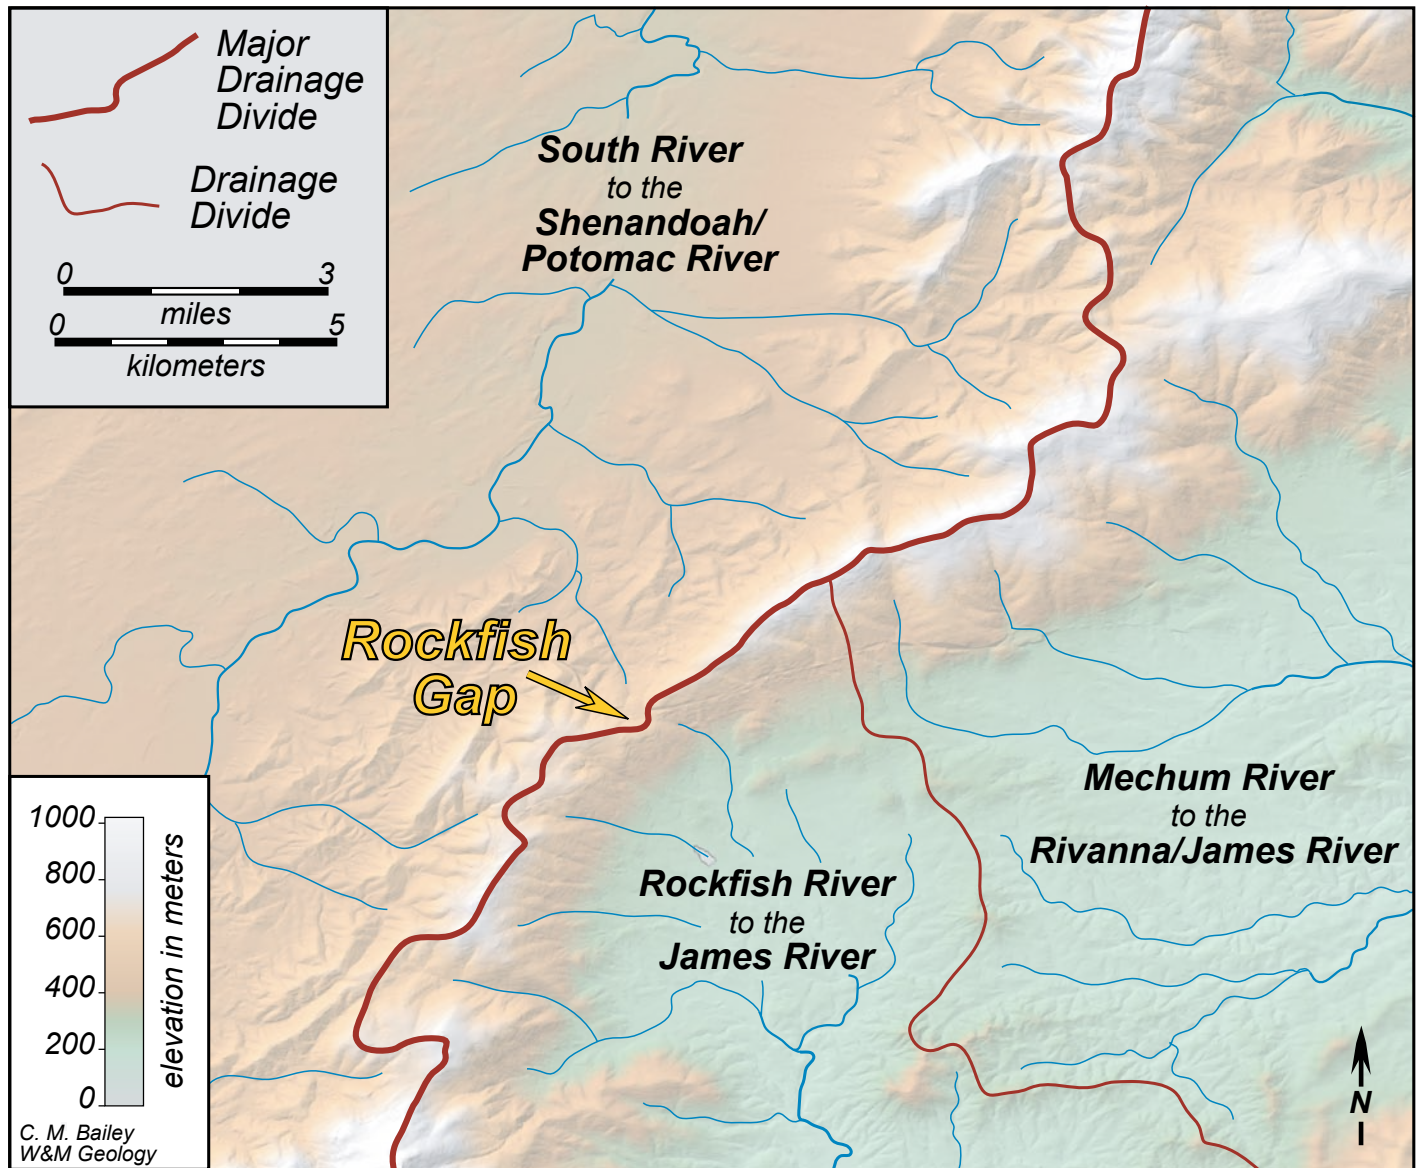 Major
Drainage
Divide
Drainage
Divide
0 3
miles
0 5
kilometers
South River
to the
Shenandoah/
Potomac River
Rockfish
Gap
Mechum River
to the
Rivanna/James River
Rockfish River
to the
James River
1000
800
600
400
200
0
elevation in meters
C. M. Bailey
W&M Geology
N